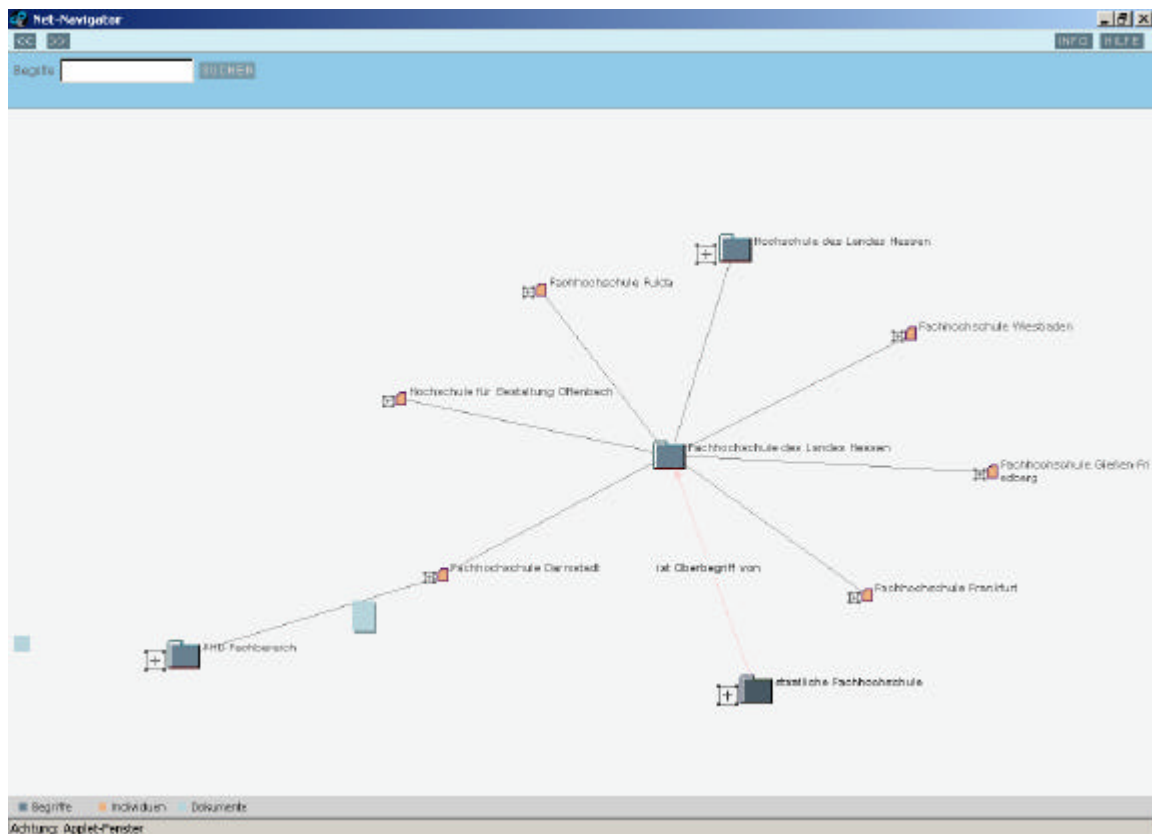 Net-Navigator
<< >> INFO HILFE
Begriffe SUCHEN
Hochschule des Landes Hessen
Fachhochschule Fulda
Fachhochschule Wiesbaden
Hochschule für Gestaltung Offenbach
Fachhochschule des Landes Hessen
Fachhochschule Gießen-Fri
edberg
Fachhochschule Darmstadt
ist Oberbegriff von
Fachhochschule Frankfurt
FHD Fachbereich
staatliche Fachhochschule
Begriffe Individuen Dokumente
Achtung: Applet-Fenster